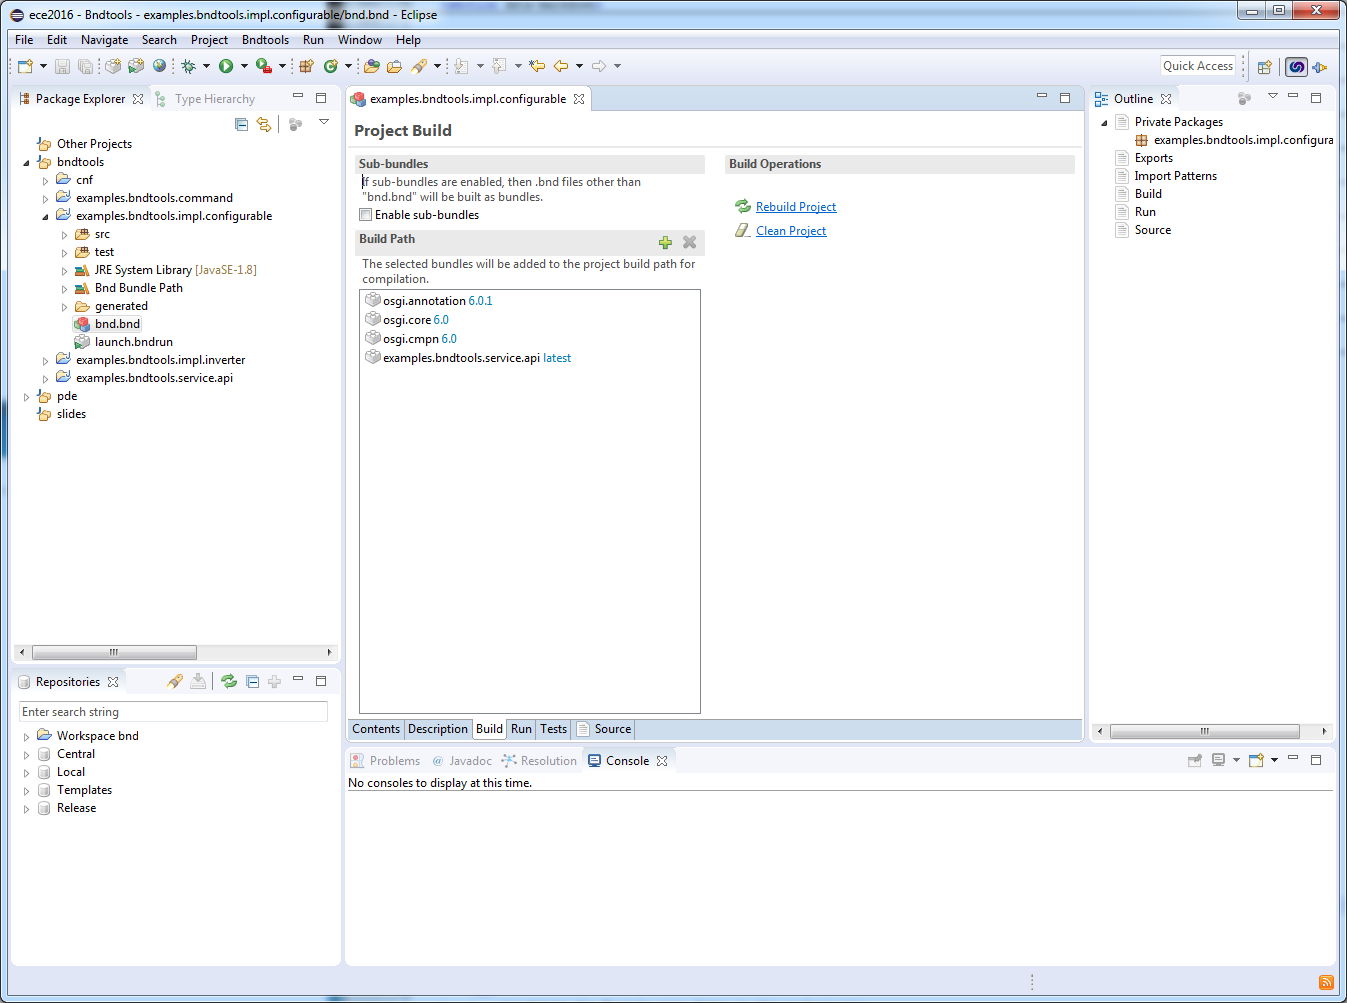 ece2016 - Bndtools - examples.bndtools.impl.configurable/bnd.bnd - Eclipse
File Edit Navigate Search Project Bndtools Run Window Help
Quick Access
Package Explorer Type Hierarchy
Other Projects
bndtools
cnf
examples.bndtools.command
examples.bndtools.impl.configurable
src
test
JRE System Library [JavaSE-1.8]
Bnd Bundle Path
generated
bnd.bnd
launch.bndrun
examples.bndtools.impl.inverter
examples.bndtools.service.api
pde
slides
Repositories
Enter search string
Workspace bnd
Central
Local
Templates
Release
examples.bndtools.impl.configurable
Project Build
Sub-bundles
If sub-bundles are enabled, then .bnd files other than
"bnd.bnd" will be built as bundles.
Enable sub-bundles
Build Path
The selected bundles will be added to the project build path for
compilation.
osgi.annotation 6.0.1
osgi.core 6.0
osgi.cmpn 6.0
examples.bndtools.service.api latest
Build Operations
Rebuild Project
Clean Project
Contents Description Build Run Tests Source
Problems @ Javadoc Resolution Console
No consoles to display at this time.
Outline
Private Packages
examples.bndtools.impl.configura
Exports
Import Patterns
Build
Run
Source